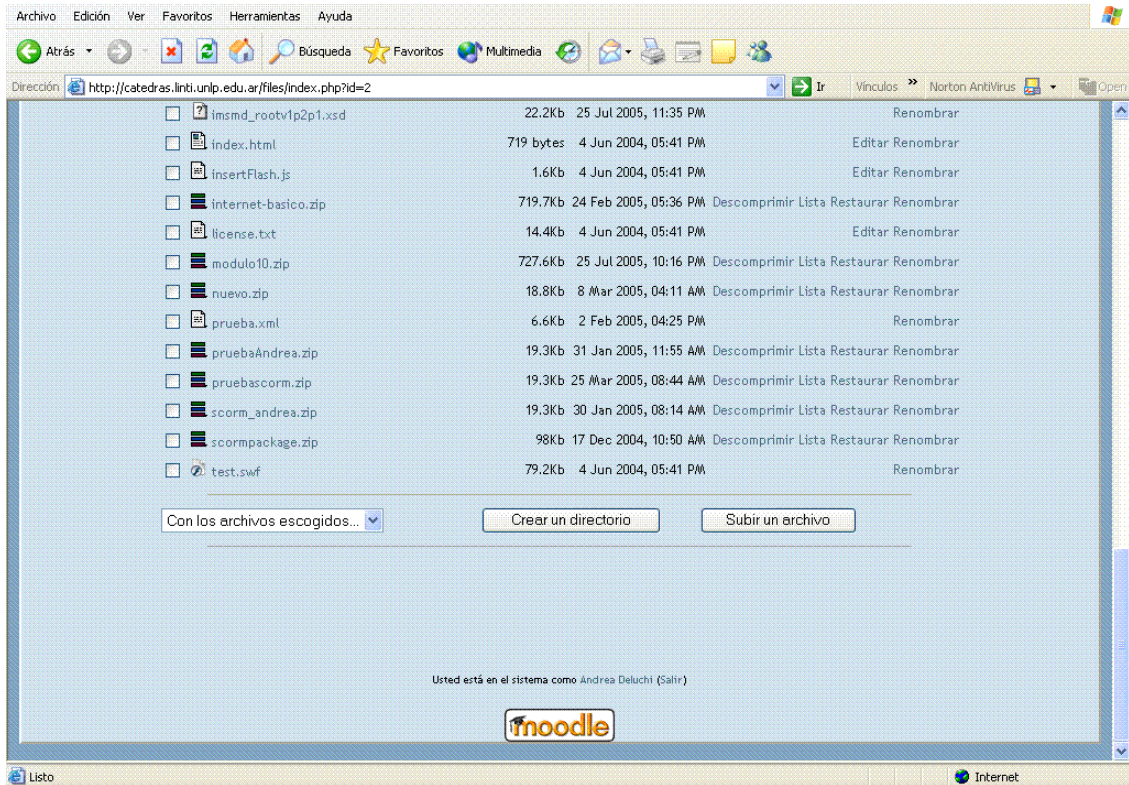 Archivo Edición Ver Favoritos Herramientas Ayuda
Atrás Búsqueda Favoritos Multimedia
Dirección http://catedras.linti.unlp.edu.ar/files/index.php?id=2 Ir Vínculos » Norton AntiVirus Open
imsmd_rootv1p2p1.xsd 22.2Kb 25 Jul 2005, 11:35 PM Renombrar
index.html 719 bytes 4 Jun 2004, 05:41 PM Editar Renombrar
insertFlash.js 1.6Kb 4 Jun 2004, 05:41 PM Editar Renombrar
internet-basico.zip 719.7Kb 24 Feb 2005, 05:36 PM Descomprimir Lista Restaurar Renombrar
license.txt 14.4Kb 4 Jun 2004, 05:41 PM Editar Renombrar
modulo10.zip 727.6Kb 25 Jul 2005, 10:16 PM Descomprimir Lista Restaurar Renombrar
nuevo.zip 18.8Kb 8 Mar 2005, 04:11 AM Descomprimir Lista Restaurar Renombrar
prueba.xml 6.6Kb 2 Feb 2005, 04:25 PM Renombrar
pruebaAndrea.zip 19.3Kb 31 Jan 2005, 11:55 AM Descomprimir Lista Restaurar Renombrar
pruebascorm.zip 19.3Kb 25 Mar 2005, 08:44 AM Descomprimir Lista Restaurar Renombrar
scorm_andrea.zip 19.3Kb 30 Jan 2005, 08:14 AM Descomprimir Lista Restaurar Renombrar
scormpackage.zip 98Kb 17 Dec 2004, 10:50 AM Descomprimir Lista Restaurar Renombrar
test.swf 79.2Kb 4 Jun 2004, 05:41 PM Renombrar
Con los archivos escogidos... Crear un directorio Subir un archivo
Usted está en el sistema como Andrea Deluchi (Salir)
moodle
Listo Internet